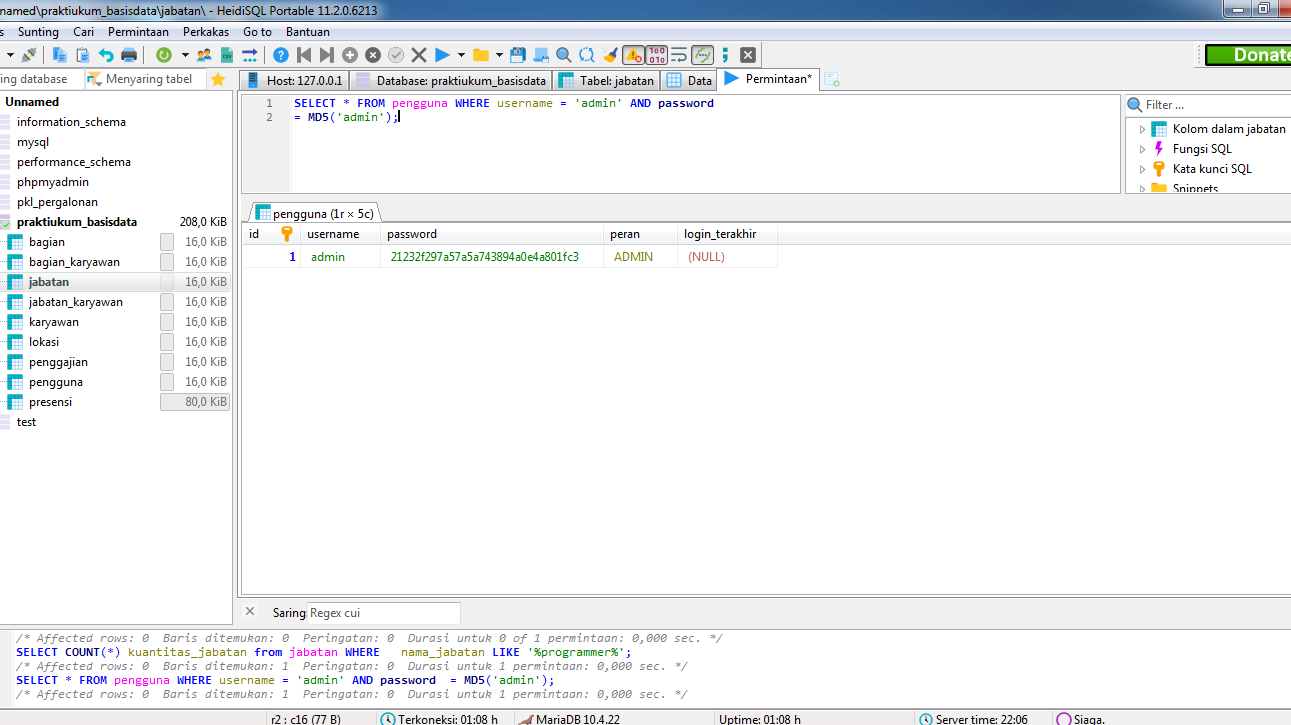 named\praktiukum_basisdata\jabatan\ - HeidiSQL Portable 11.2.0.6213
s Sunting Cari Permintaan Perkakas Go to Bantuan
Donate
ing database Menyaring tabel Host: 127.0.0.1 Database: praktiukum_basisdata Tabel: jabatan Data Permintaan*
Unnamed
information_schema
mysql
performance_schema
phpmyadmin
pkl_pergalonan
praktiukum_basisdata 208,0 KiB
bagian 16,0 KiB
bagian_karyawan 16,0 KiB
jabatan 16,0 KiB
jabatan_karyawan 16,0 KiB
karyawan 16,0 KiB
lokasi 16,0 KiB
penggajian 16,0 KiB
pengguna 16,0 KiB
presensi 80,0 KiB
test
1 SELECT * FROM pengguna WHERE username = 'admin' AND password
2 = MD5('admin');
Filter ...
Kolom dalam jabatan
Fungsi SQL
Kata kunci SQL
Snippets
pengguna (1r × 5c)
id username password peran login_terakhir
1 admin 21232f297a57a5a743894a0e4a801fc3 ADMIN (NULL)
Saring: Regex cui
/* Affected rows: 0 Baris ditemukan: 0 Peringatan: 0 Durasi untuk 0 of 1 permintaan: 0,000 sec. */
SELECT COUNT(*) kuantitas_jabatan from jabatan WHERE nama_jabatan LIKE '%programmer%';
/* Affected rows: 0 Baris ditemukan: 1 Peringatan: 0 Durasi untuk 1 permintaan: 0,000 sec. */
SELECT * FROM pengguna WHERE username = 'admin' AND password = MD5('admin');
/* Affected rows: 0 Baris ditemukan: 1 Peringatan: 0 Durasi untuk 1 permintaan: 0,000 sec. */
r2 : c16 (77 B) Terkoneksi: 01:08 h MariaDB 10.4.22 Uptime: 01:08 h Server time: 22:06 Siaga.